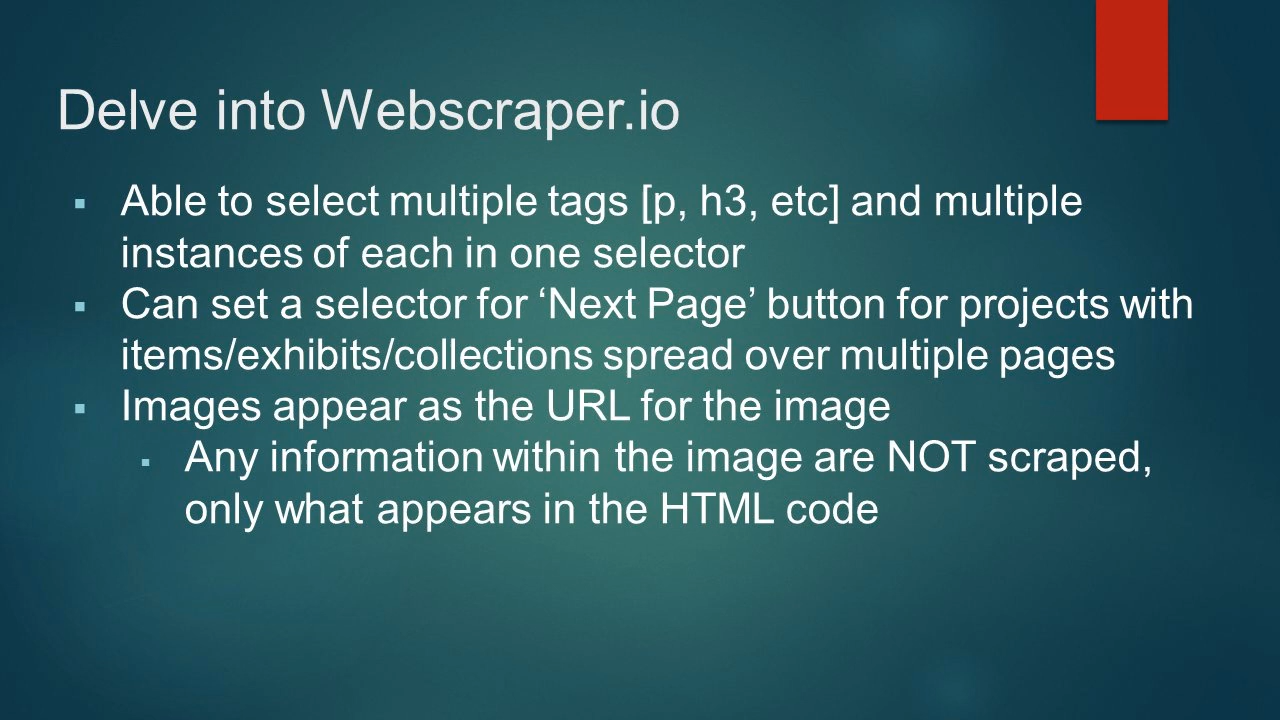 Delve into Webscraper.io
Able to select multiple tags [p, h3, etc] and multiple
instances of each in one selector
Can set a selector for ‘Next Page’ button for projects with
items/exhibits/collections spread over multiple pages
Images appear as the URL for the image
Any information within the image are NOT scraped,
only what appears in the HTML code